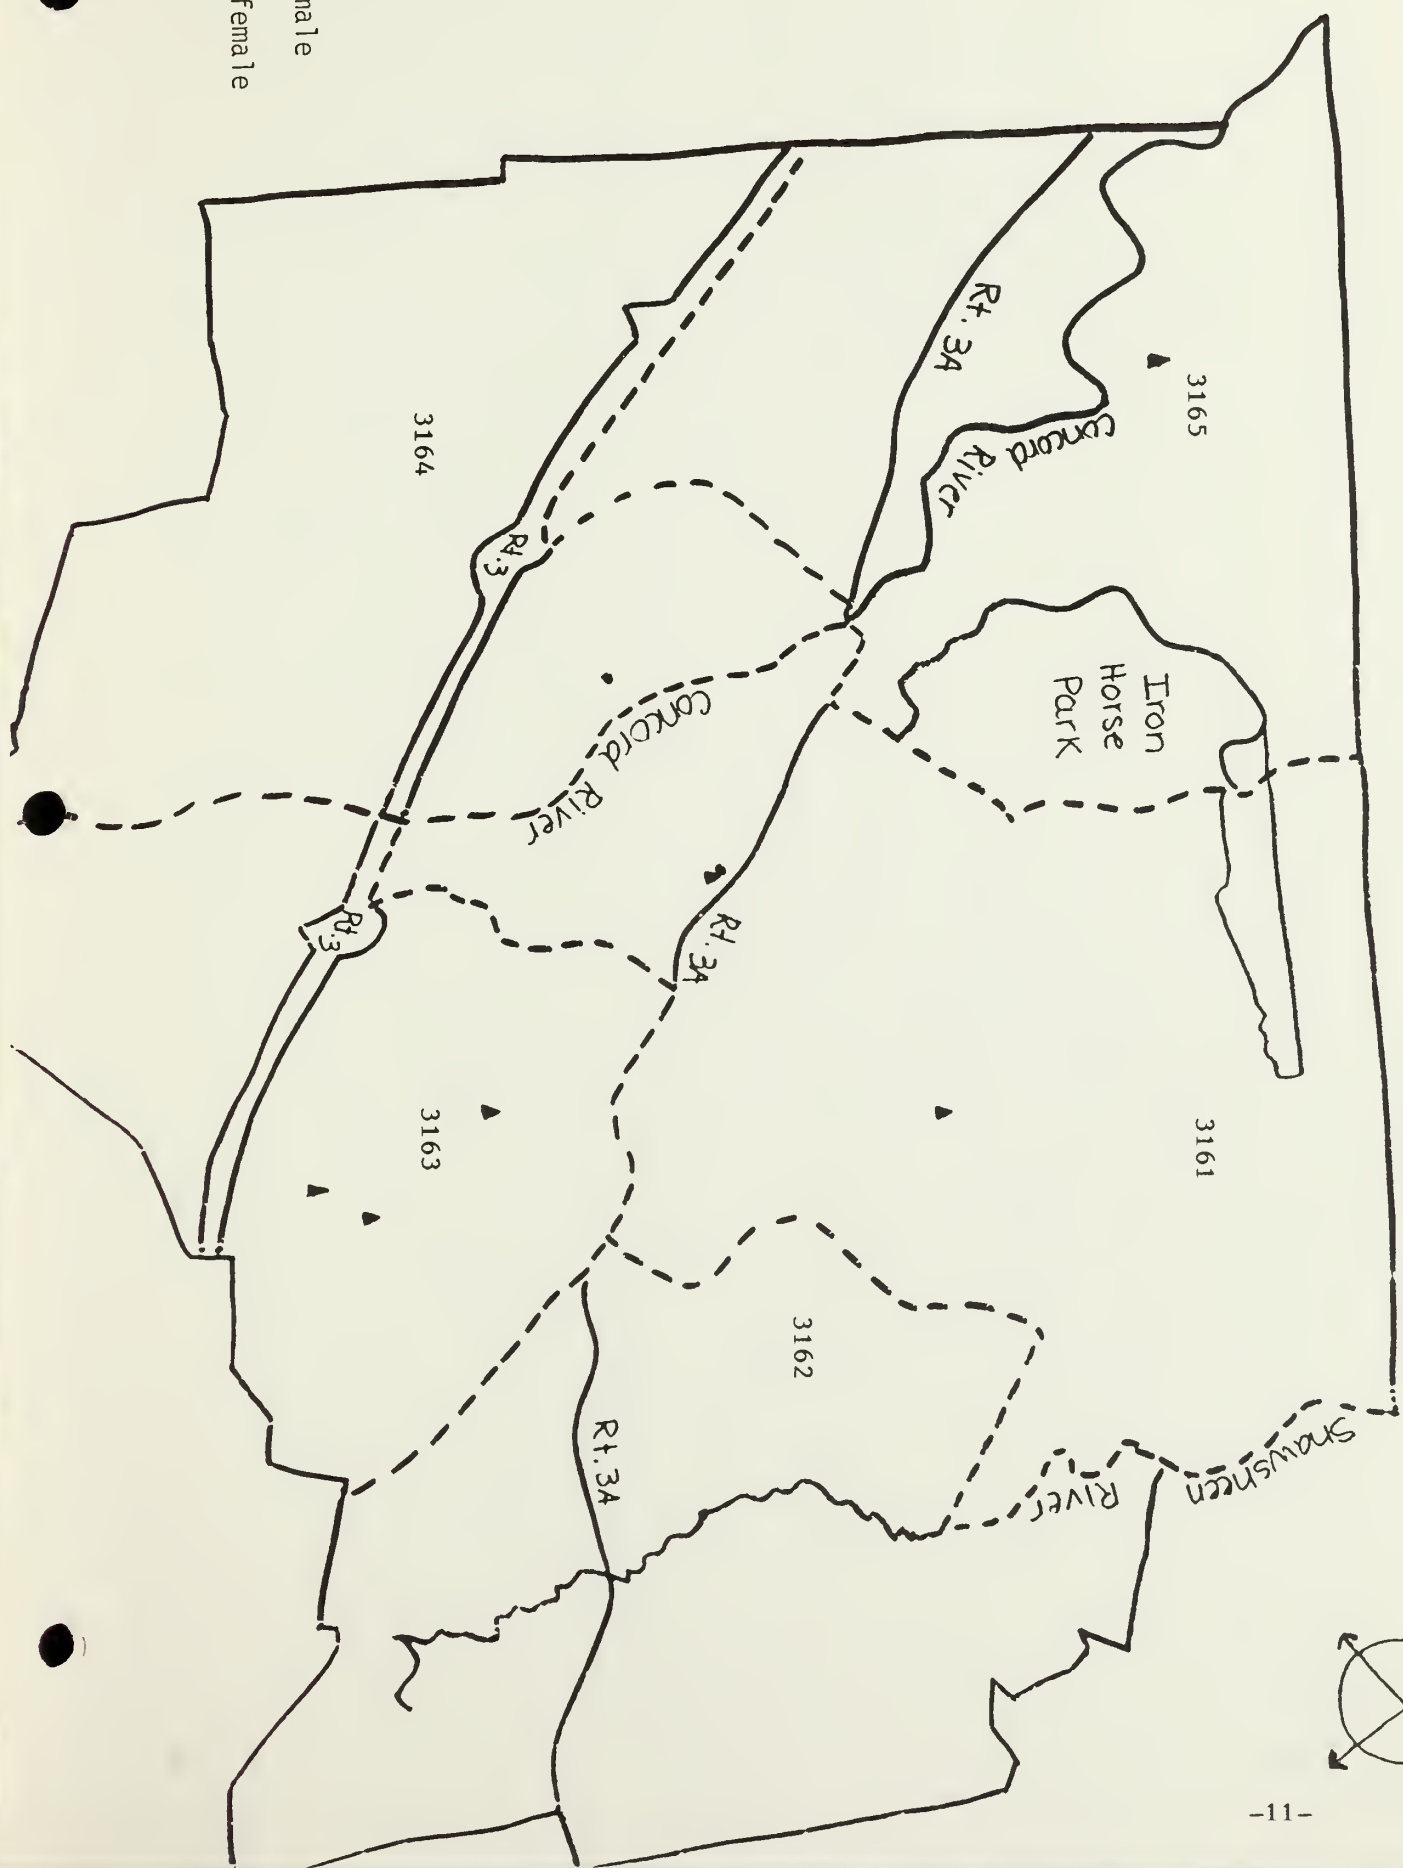 male
female
Rt. 3A
3165
Concord River
3164
Rt.3
Iron
Horse
Park
Concord
River
Rt. 3A
Rt.3
3163
3161
3162
Rt. 3A
Shawsheen
River
-11-